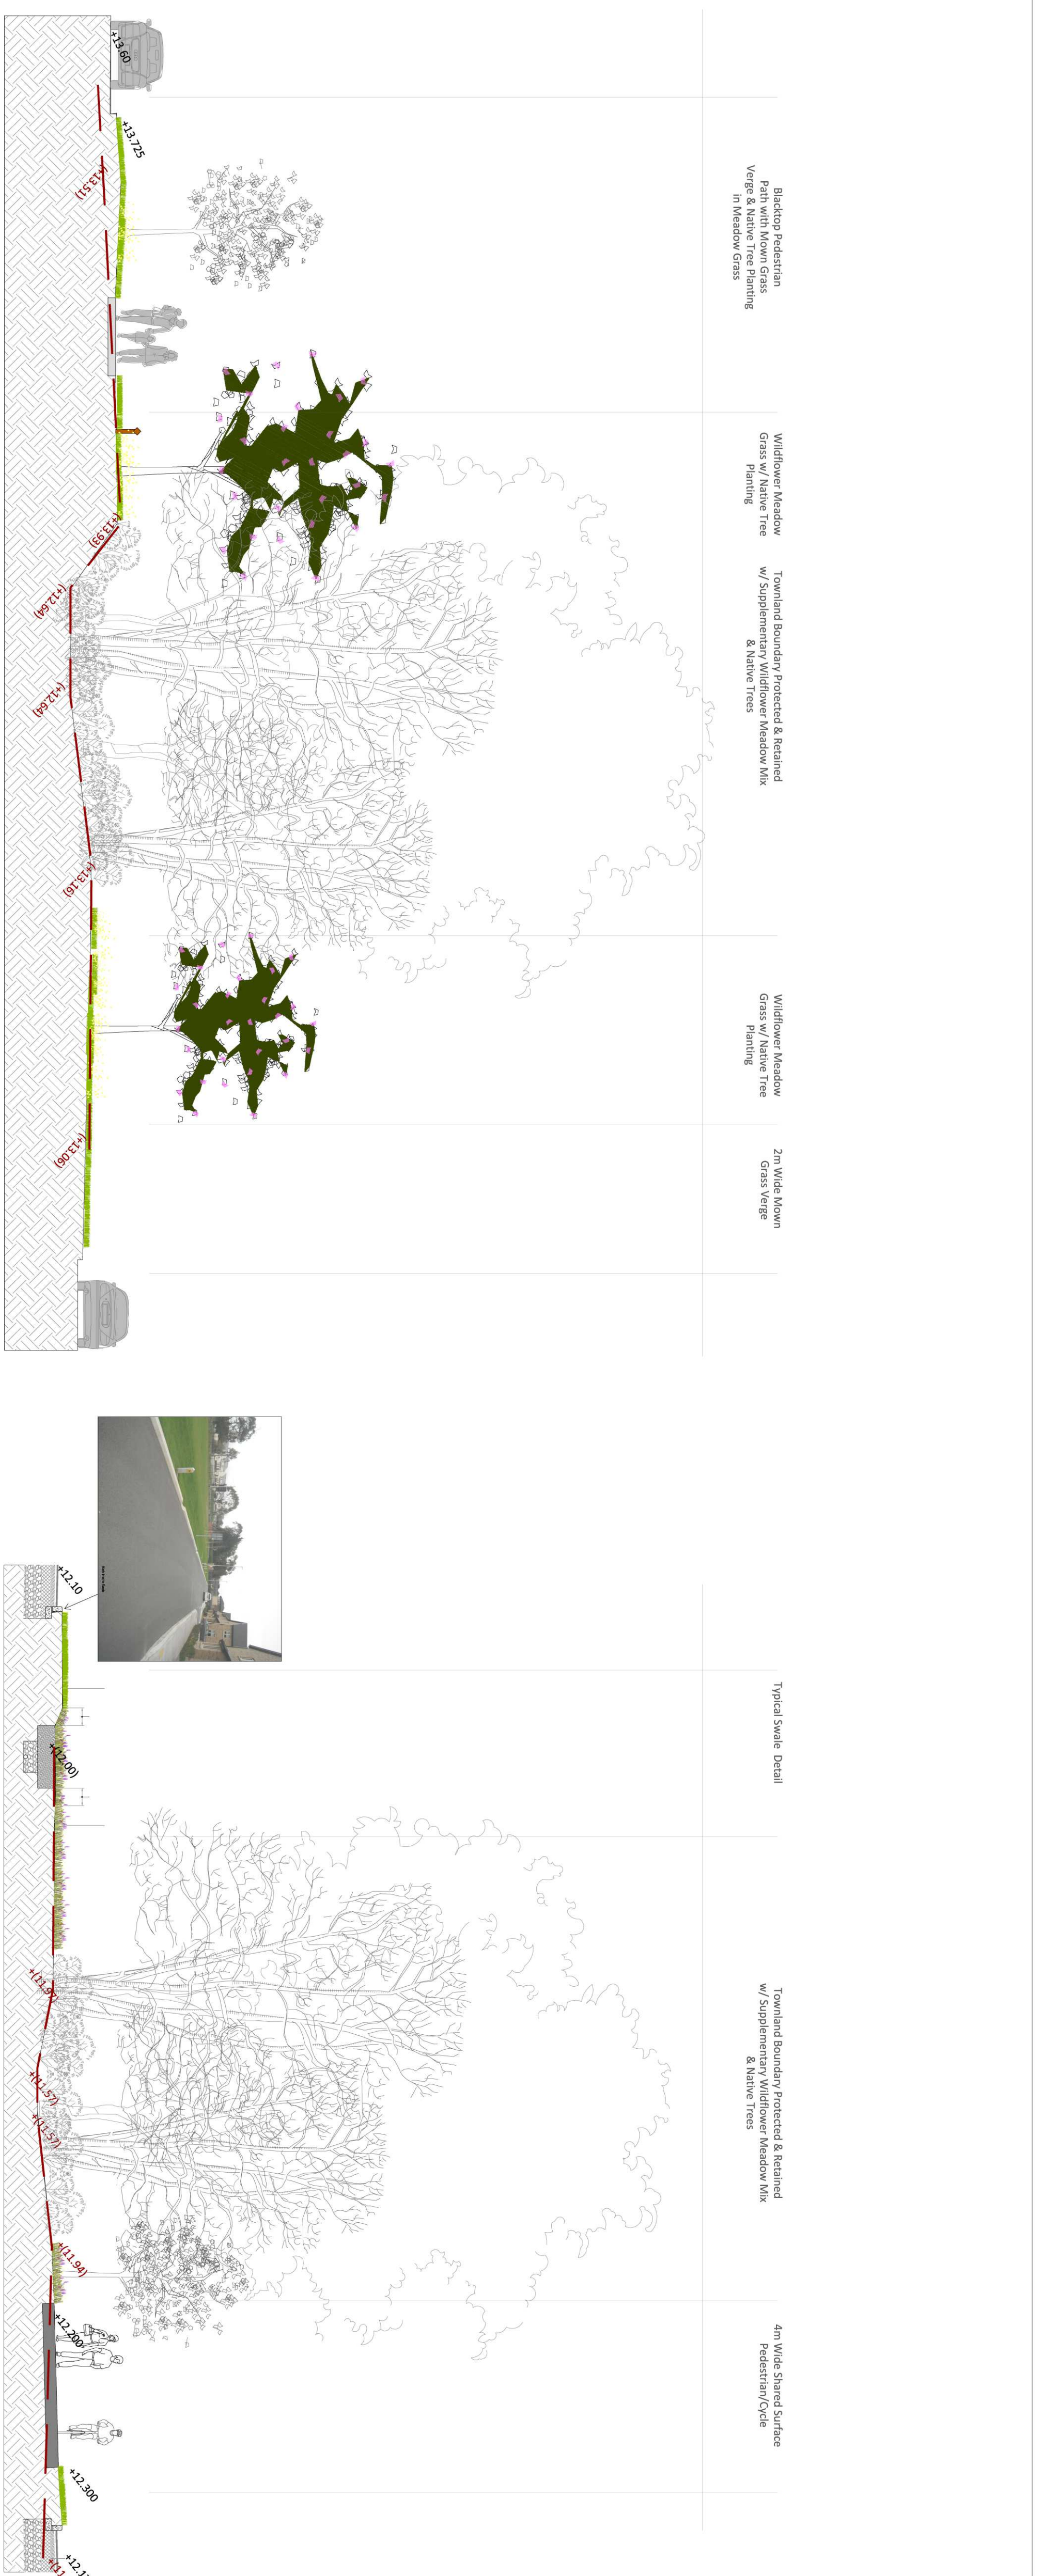 Blacktop Pedestrian
Path with Mown Grass
Verge & Native Tree Planting
in Meadow Grass
Wildflower Meadow
Grass w/ Native Tree
Planting
Townland Boundary Protected & Retained
w/ Supplementary Wildflower Meadow Mix
& Native Trees
Wildflower Meadow
Grass w/ Native Tree
Planting
2m Wide Mown
Grass Verge
+13.60
+13.725
(+13.51)
(+13.93)
(+12.64)
(+12.64)
(+13.16)
(+13.06)
Typical Swale Detail
Townland Boundary Protected & Retained
w/ Supplementary Wildflower Meadow Mix
& Native Trees
4m Wide Shared Surface
Pedestrian/Cycle
+12.10
+(12.00)
+(11.57)
+(11.57)
+(11.94)
+12.200
+12.300